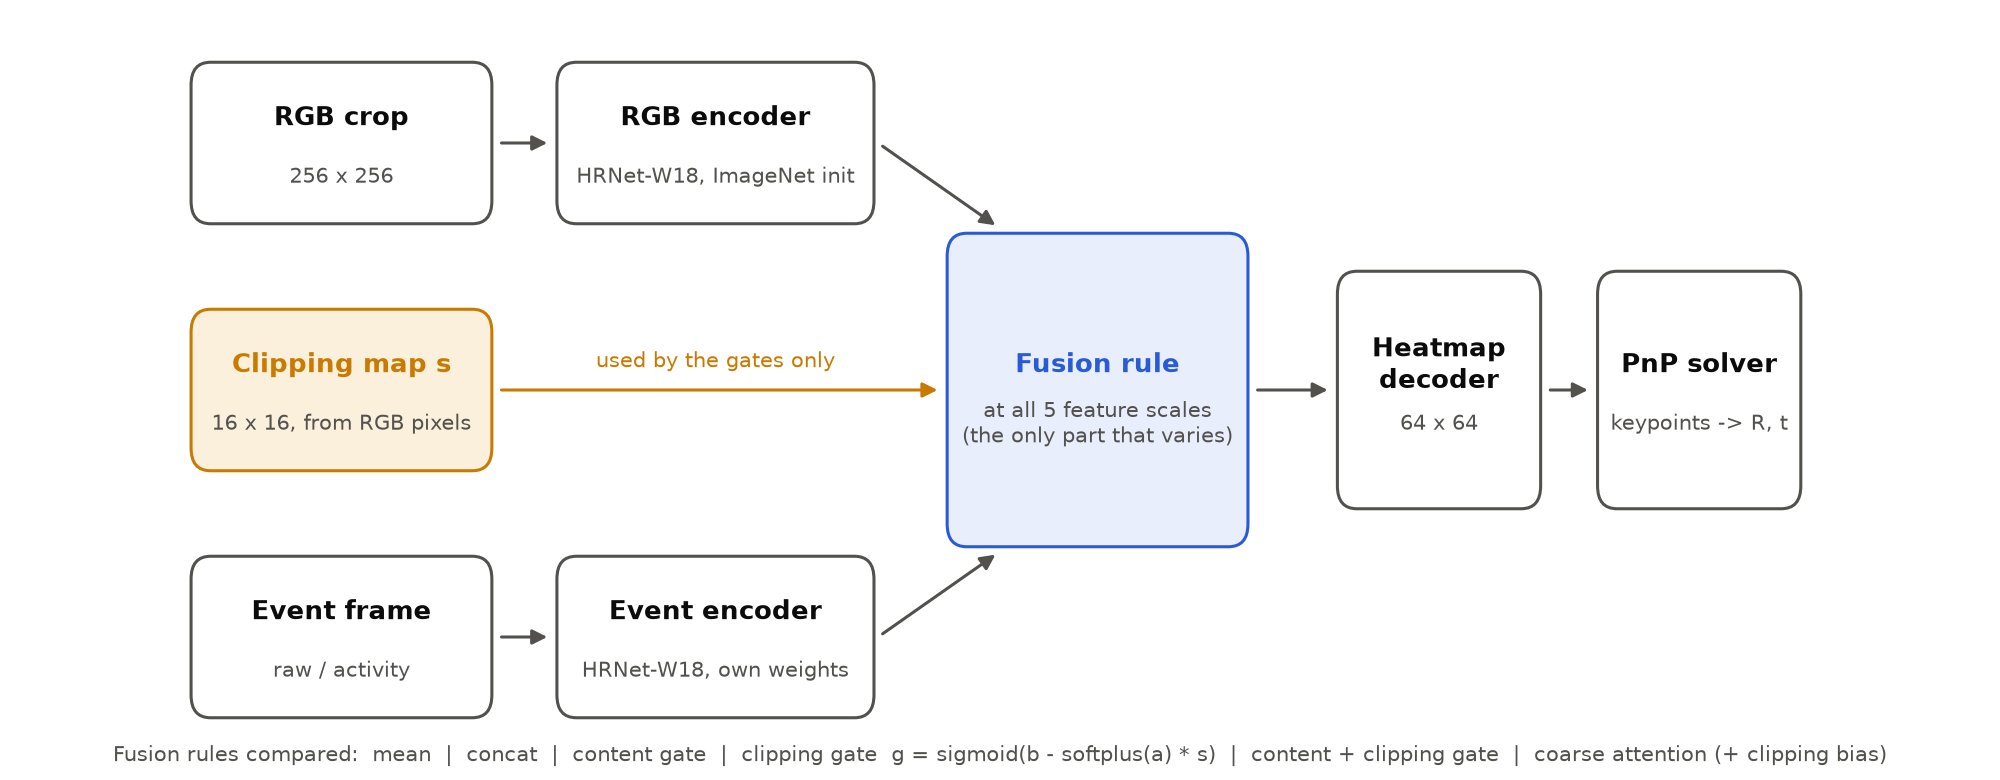 RGB crop
256 x 256
RGB encoder
HRNet-W18, ImageNet init
Clipping map s
16 x 16, from RGB pixels
used by the gates only
Fusion rule
at all 5 feature scales
(the only part that varies)
Heatmap
decoder
64 x 64
PnP solver
keypoints -> R, t
Event frame
raw / activity
Event encoder
HRNet-W18, own weights
Fusion rules compared:  mean  |  concat  |  content gate  |  clipping gate  g = sigmoid(b - softplus(a) * s)  |  content + clipping gate  |  coarse attention (+ clipping bias)